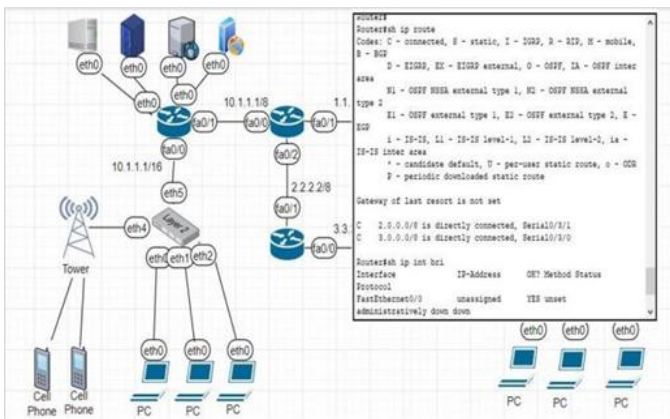 Router#
Router#sh ip route
Codes: C - connected, S - static, I - IGRP, R - RIP, M - mobile,
B - BGP
D - EIGRP, EX - EIGRP external, O - OSPF, IA - OSPF inter
area
N1 - OSPF NSSA external type 1, N2 - OSPF NSSA external
type 2
E1 - OSPF external type 1, E2 - OSPF external type 2, E -
EGP
i - IS-IS, L1 - IS-IS level-1, L2 - IS-IS level-2, ia -
IS-IS inter area
* - candidate default, U - per-user static route, o - ODR
P - periodic downloaded static route
Gateway of last resort is not set
C 2.0.0.0/8 is directly connected, Serial0/3/1
C 3.0.0.0/8 is directly connected, Serial0/3/0
Router#sh ip int bri
Interface IP-Address OK? Method Status
Protocol
FastEthernet0/0 unassigned YES unset
administratively down down
eth0 eth0 eth0 eth0
eth0
fa0/1 10.1.1.1/8 fa0/0 fa0/1 1.1.
fa0/0
fa0/2
10.1.1.1/16
eth5
2.2.2.2/8
fa0/1
Layer 2
eth4
fa0/0 3.3.
Tower
eth0 eth1 eth2
eth0 eth0 eth0
eth0 eth0 eth0
Cell Phone
Cell Phone
PC PC PC
PC PC PC